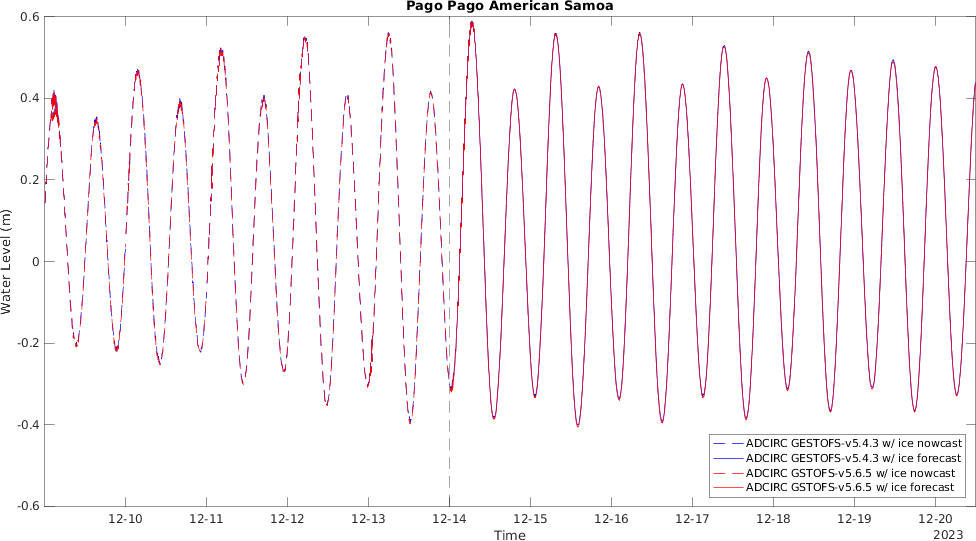 Pago Pago American Samoa
Water Level (m)
0.6
0.4
0.2
0
-0.2
-0.4
-0.6
ADCIRC GESTOFS-v5.4.3 w/ ice nowcast
ADCIRC GESTOFS-v5.4.3 w/ ice forecast
ADCIRC GSTOFS-v5.6.5 w/ ice nowcast
ADCIRC GSTOFS-v5.6.5 w/ ice forecast
12-10 12-11 12-12 12-13 12-14 12-15 12-16 12-17 12-18 12-19 12-20
Time
2023